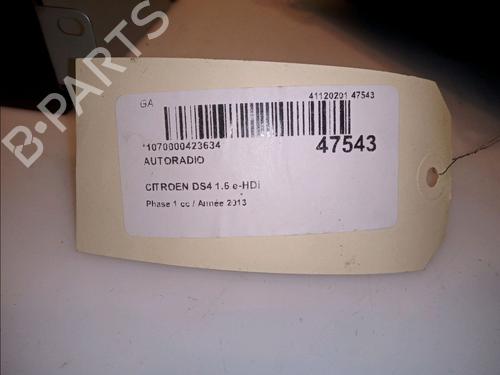 GA 41120201 47543
*1070000423634 47543
AUTORADIO
CITROEN DS4 1.6 e-HDi
Phase 1 cc / Année 2013
B-PARTS